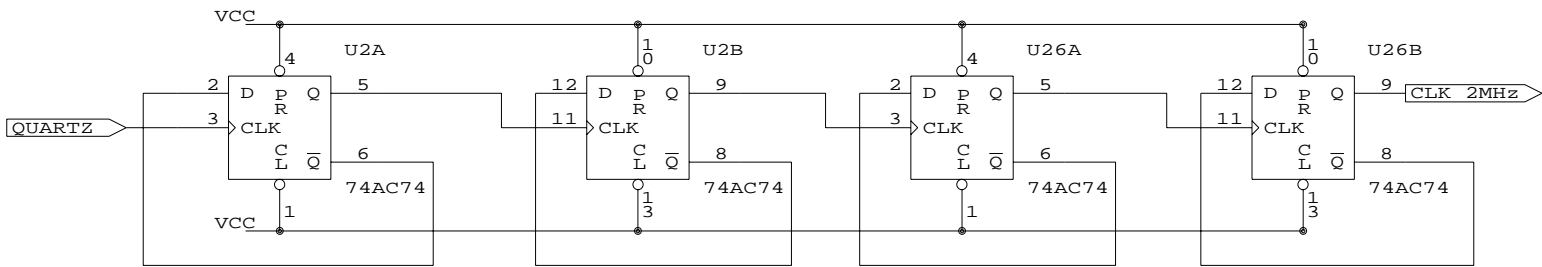 VCC
U2A U2B U26A U26B
4 10 4 10
2 D PR Q 5 12 D PR Q 9 2 D PR Q 5 12 D PR Q 9 CLK 2MHz
QUARTZ 3 CLK 11 CLK 3 CLK 11 CLK
CL Q̅ 6 CL Q̅ 8 CL Q̅ 6 CL Q̅ 8
74AC74 74AC74 74AC74 74AC74
1 13 1 13
VCC